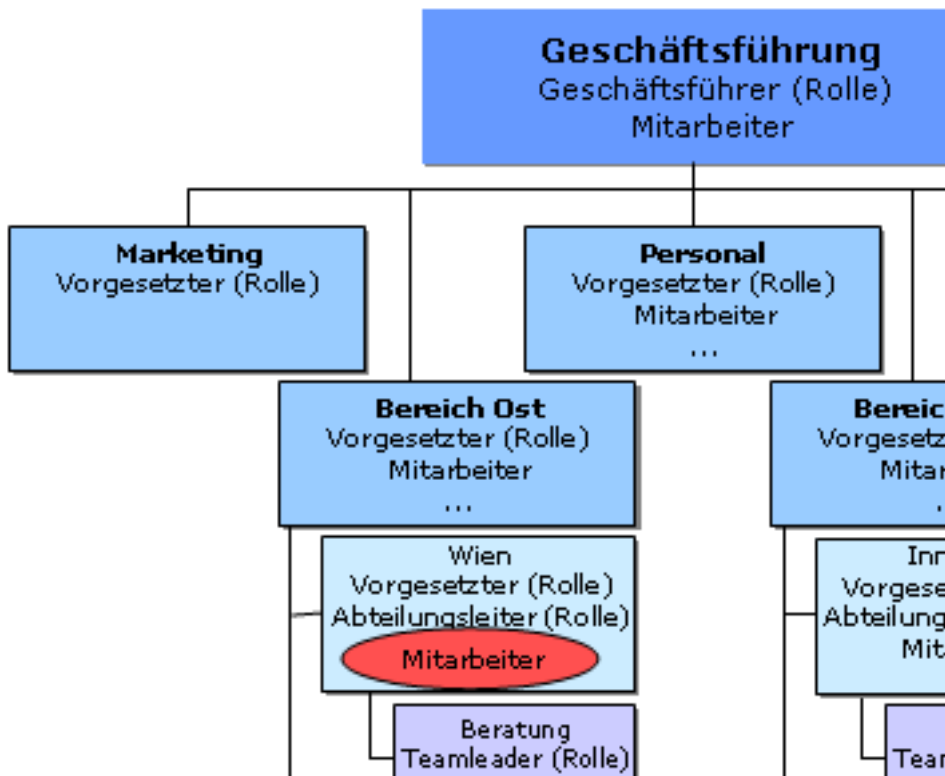 Geschäftsführung
Geschäftsführer (Rolle)
Mitarbeiter
Marketing
Vorgesetzter (Rolle)
Personal
Vorgesetzter (Rolle)
Mitarbeiter
...
Bereich Ost
Vorgesetzter (Rolle)
Mitarbeiter
...
Wien
Vorgesetzter (Rolle)
Abteilungsleiter (Rolle)
Mitarbeiter
Beratung
Teamleader (Rolle)